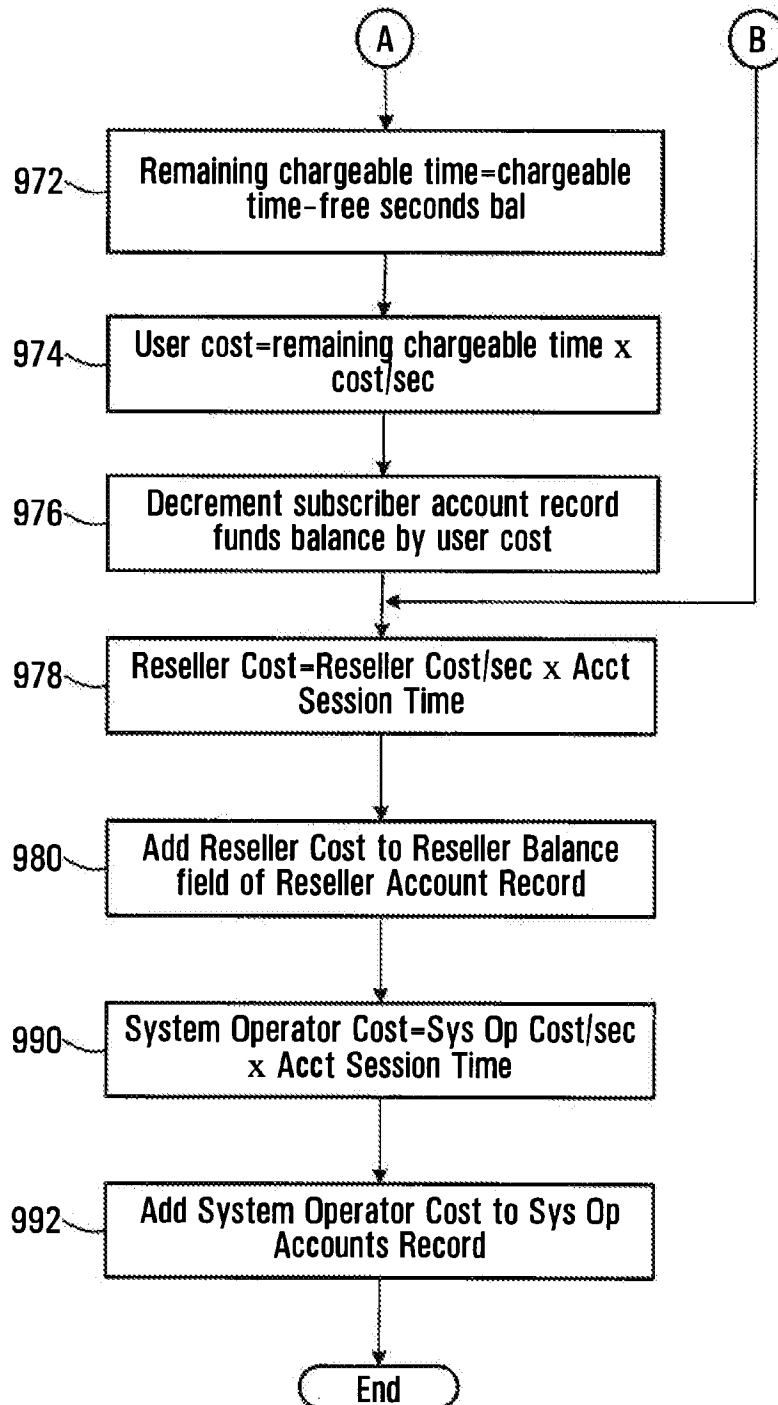 A
B
972
Remaining chargeable time=chargeable
time-free seconds bal
974
User cost=remaining chargeable time x
cost/sec
976
Decrement subscriber account record
funds balance by user cost
978
Reseller Cost=Reseller Cost/sec x Acct
Session Time
980
Add Reseller Cost to Reseller Balance
field of Reseller Account Record
990
System Operator Cost=Sys Op Cost/sec
x Acct Session Time
992
Add System Operator Cost to Sys Op
Accounts Record
End